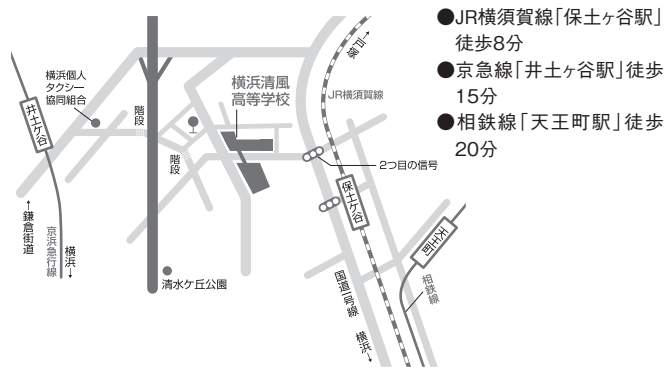 ●JR横須賀線「保土ヶ谷駅」
徒歩8分
●京急線「井土ヶ谷駅」徒歩
15分
●相鉄線「天王町駅」徒歩
20分
横浜個人
タクシー
協同組合
井土ケ谷
階段
階段
横浜清風
高等学校
JR横須賀線
←戸塚
2つ目の信号
保土ケ谷
天王町
相鉄線
国道一号線
横浜→
←鎌倉街道
京浜急行線
横浜→
清水ケ丘公園